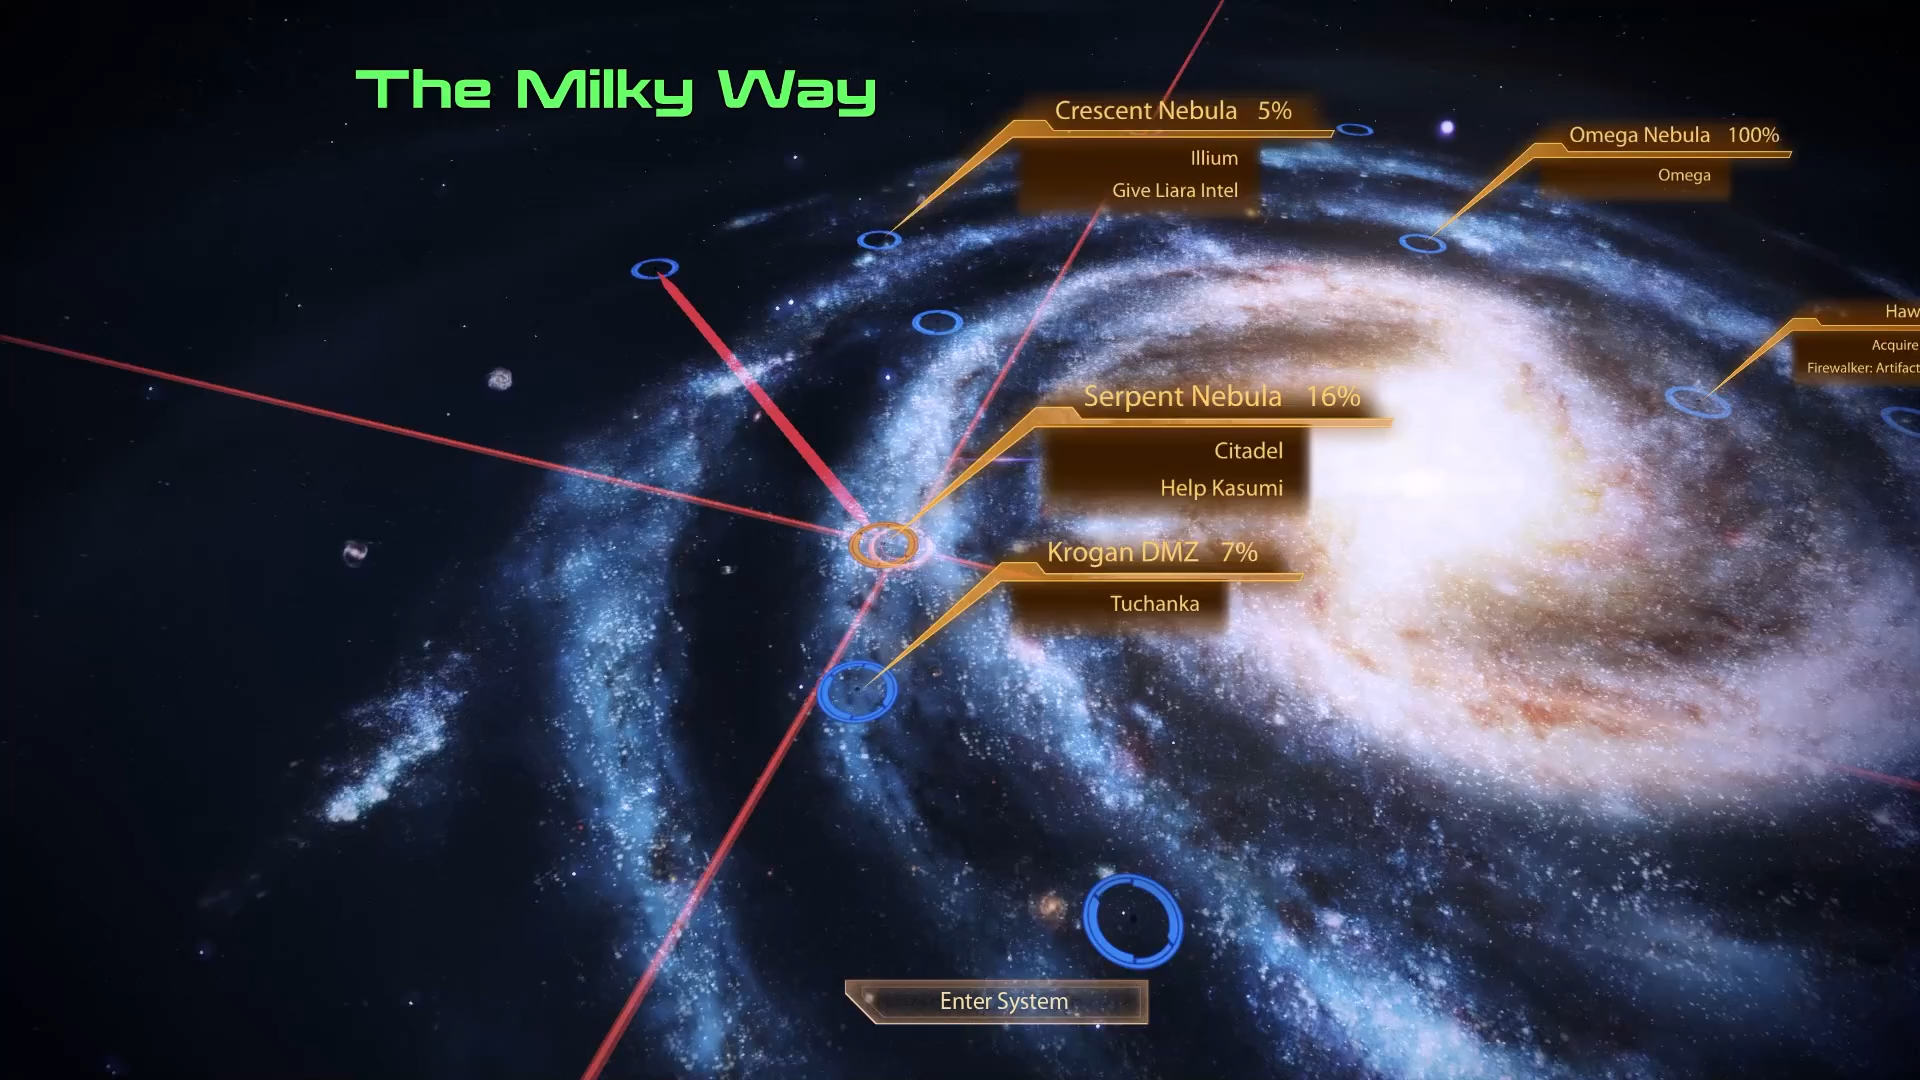 The Milky Way
Crescent Nebula 5%
Illium
Give Liara Intel
Omega Nebula 100%
Omega
Haw
Acquire
Firewalker: Artifact
Serpent Nebula 16%
Citadel
Help Kasumi
Krogan DMZ 7%
Tuchanka
Enter System